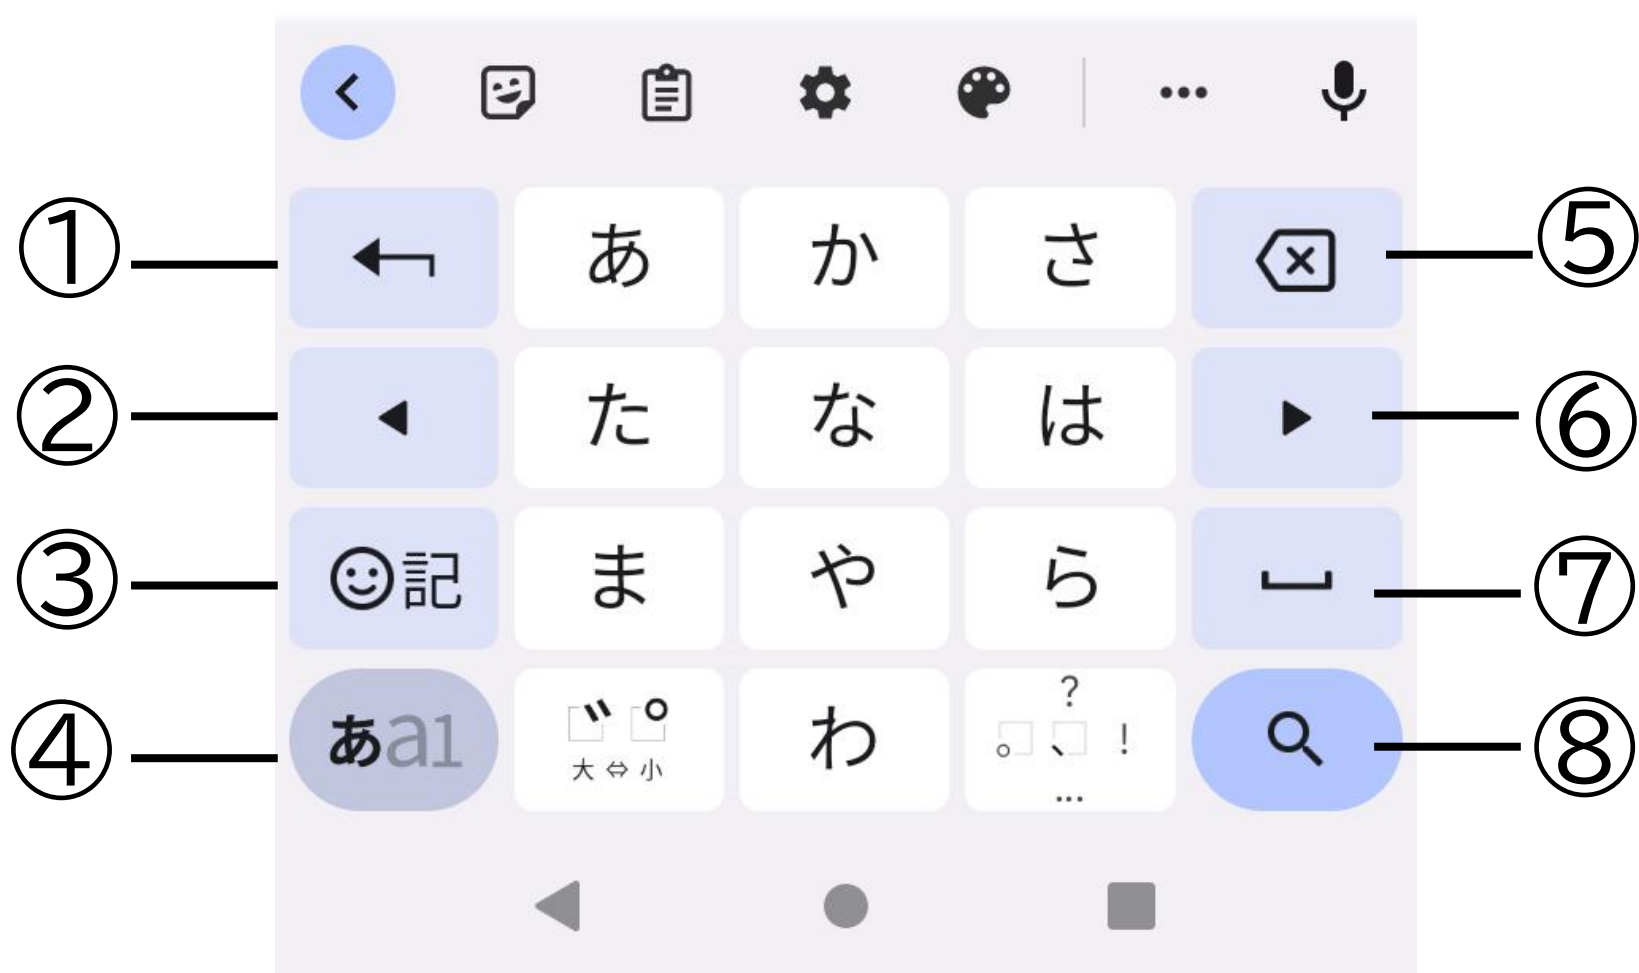 ① あ か さ ⑤
② た な は ⑥
③ 記 ま や ら ⑦
④ あa1 ゛ ゜ 大 ⇔ 小 わ 。 、 ? ! … ⑧